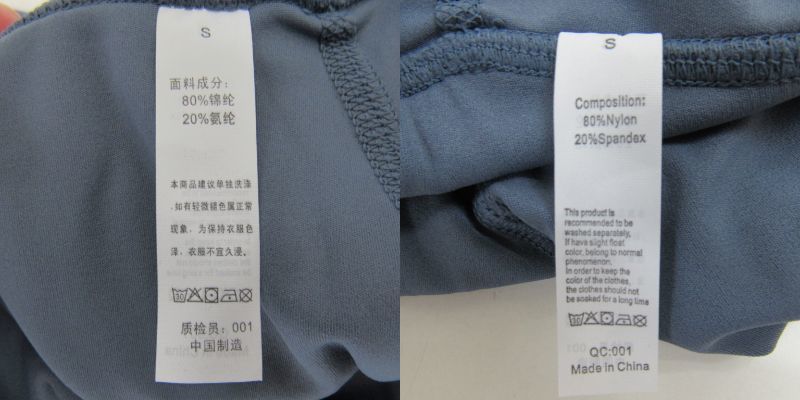 S
面料成分:
80%锦纶
20%氨纶
本商品建议单独洗涤
.如有轻微褪色属正常
现象,为保持衣服色
泽,衣服不宜久浸。
30
质检员:001
中国制造
S
Composition:
80%Nylon
20%Spandex
This product is
recommended to be
washed separately,
If have slight float
color, belong to normal
phenomenon.
In order to keep the
color of the clothes,
the clothes should not
be soaked for a long time
30
QC:001
Made in China